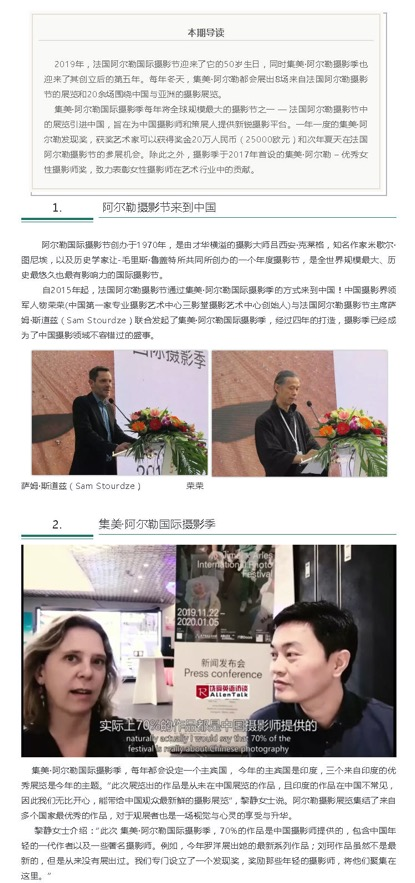 本期导读
2019年，法国阿尔勒国际摄影节迎来了它的50岁生日，同时集美·阿尔勒摄影季也
迎来了其创立后的第五年。每年冬天，集美·阿尔勒都会展出8场来自法国阿尔勒摄影
节的展览和20余场围绕中国与亚洲的摄影展览。
集美·阿尔勒国际摄影季每年将全球规模最大的摄影节之一 — 法国阿尔勒摄影节中
的展览引进中国，旨在为中国摄影师和策展人提供新锐摄影平台。一年一度的集美·阿
尔勒发现奖，获奖艺术家可以获得奖金20万人民币（25000欧元）和次年夏天在法国
阿尔勒摄影节的参展机会。除此之外，摄影季于2017年首设的集美·阿尔勒 – 优秀女
性摄影师奖，致力表彰女性摄影师在艺术行业中的贡献。
1. 阿尔勒摄影节来到中国
阿尔勒国际摄影节创办于1970年，是由才华横溢的摄影大师吕西安·克莱格，知名作家米歇尔·
图尼埃，以及历史学家让-毛里斯·鲁盖特所共同所创办的一个年度摄影节，是全世界规模最大、历
史最悠久也最有影响力的国际摄影节。
自2015年起，法国阿尔勒摄影节通过集美·阿尔勒国际摄影季的方式来到中国！中国摄影界领
军人物荣荣(中国第一家专业摄影艺术中心三影堂摄影艺术中心创始人)与法国阿尔勒摄影节主席萨
姆·斯道兹（Sam Stourdze）联合发起了集美·阿尔勒国际摄影季，经过四年的打造，摄影季已经成
为了中国摄影领域不容错过的盛事。
国际摄影季
萨姆·斯道兹（Sam Stourdze） 荣荣
2. 集美·阿尔勒国际摄影季
Jimei x Arles
International Photo
Festival
2019.11.22 -
2020.01.05
新闻发布会
Press conference
AllenTalk
实际上70%的作品都是中国摄影师提供的
naturally actually I would say that 70% of the
festival is really about Chinese photography
集美·阿尔勒国际摄影季，每年都会设定一个主宾国， 今年的主宾国是印度，三个来自印度的优
秀展览是今年的主题。“此次展览出的作品是从未在中国展览的作品，且印度的作品在中国不常见，
因此我们无比开心，能带给中国观众最新鲜的摄影展览”，黎静女士说。阿尔勒摄影展览集结了来自
多个国家最优秀的作品，对于观展者也是一场视觉与心灵的享受与升华。
黎静女士介绍：“此次 集美·阿尔勒国际摄影季，70%的作品是中国摄影师提供的，包含中国年
轻的一代作者以及一些著名摄影师。例如，今年罗洋展出她的最新系列作品；刘珂作品虽然不是最
新的，但是从来没有展出过。我们专门设立了一个发现奖，奖励那些年轻的摄影师，将他们聚集在
这里。”